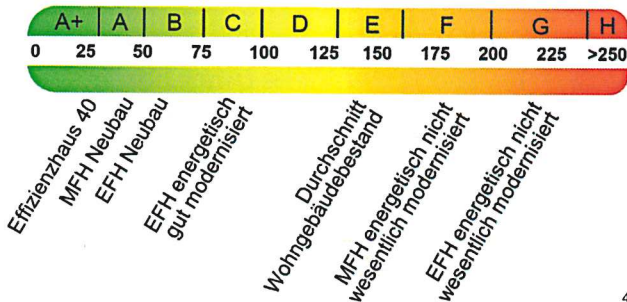 A+ A B C D E F G H
0 25 50 75 100 125 150 175 200 225 >250
Effizienzhaus 40
MFH Neubau
EFH Neubau
EFH energetisch
gut modernisiert
Durchschnitt
Wohngebäudebestand
MFH energetisch nicht
wesentlich modernisiert
EFH energetisch nicht
wesentlich modernisiert
4